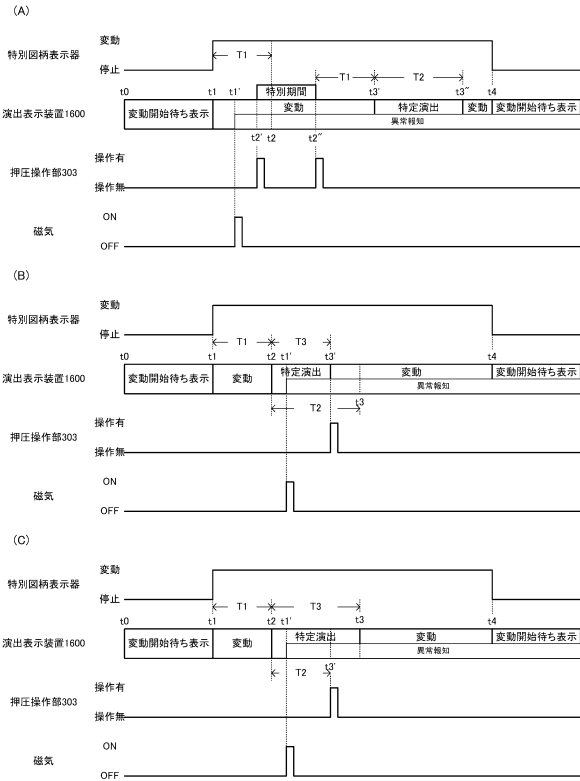 (A)
変動
特別図柄表示器
停止
T1
T1
T2
t0
t1
t1'
特別期間
t3'
t3"
t4
演出表示装置1600
変動開始待ち表示
変動
特定演出
変動
変動開始待ち表示
異常報知
t2'
t2
t2"
操作有
押圧操作部303
操作無
ON
磁気
OFF
(B)
変動
特別図柄表示器
停止
T1
T3
t0
t1
t2
t1'
t3'
t4
演出表示装置1600
変動開始待ち表示
変動
特定演出
変動
変動開始待ち表示
異常報知
T2
t3
操作有
押圧操作部303
操作無
ON
磁気
OFF
(C)
変動
特別図柄表示器
停止
T1
T3
t0
t1
t2
t1'
t3
t4
演出表示装置1600
変動開始待ち表示
変動
特定演出
変動
変動開始待ち表示
異常報知
T2
t3'
操作有
押圧操作部303
操作無
ON
磁気
OFF